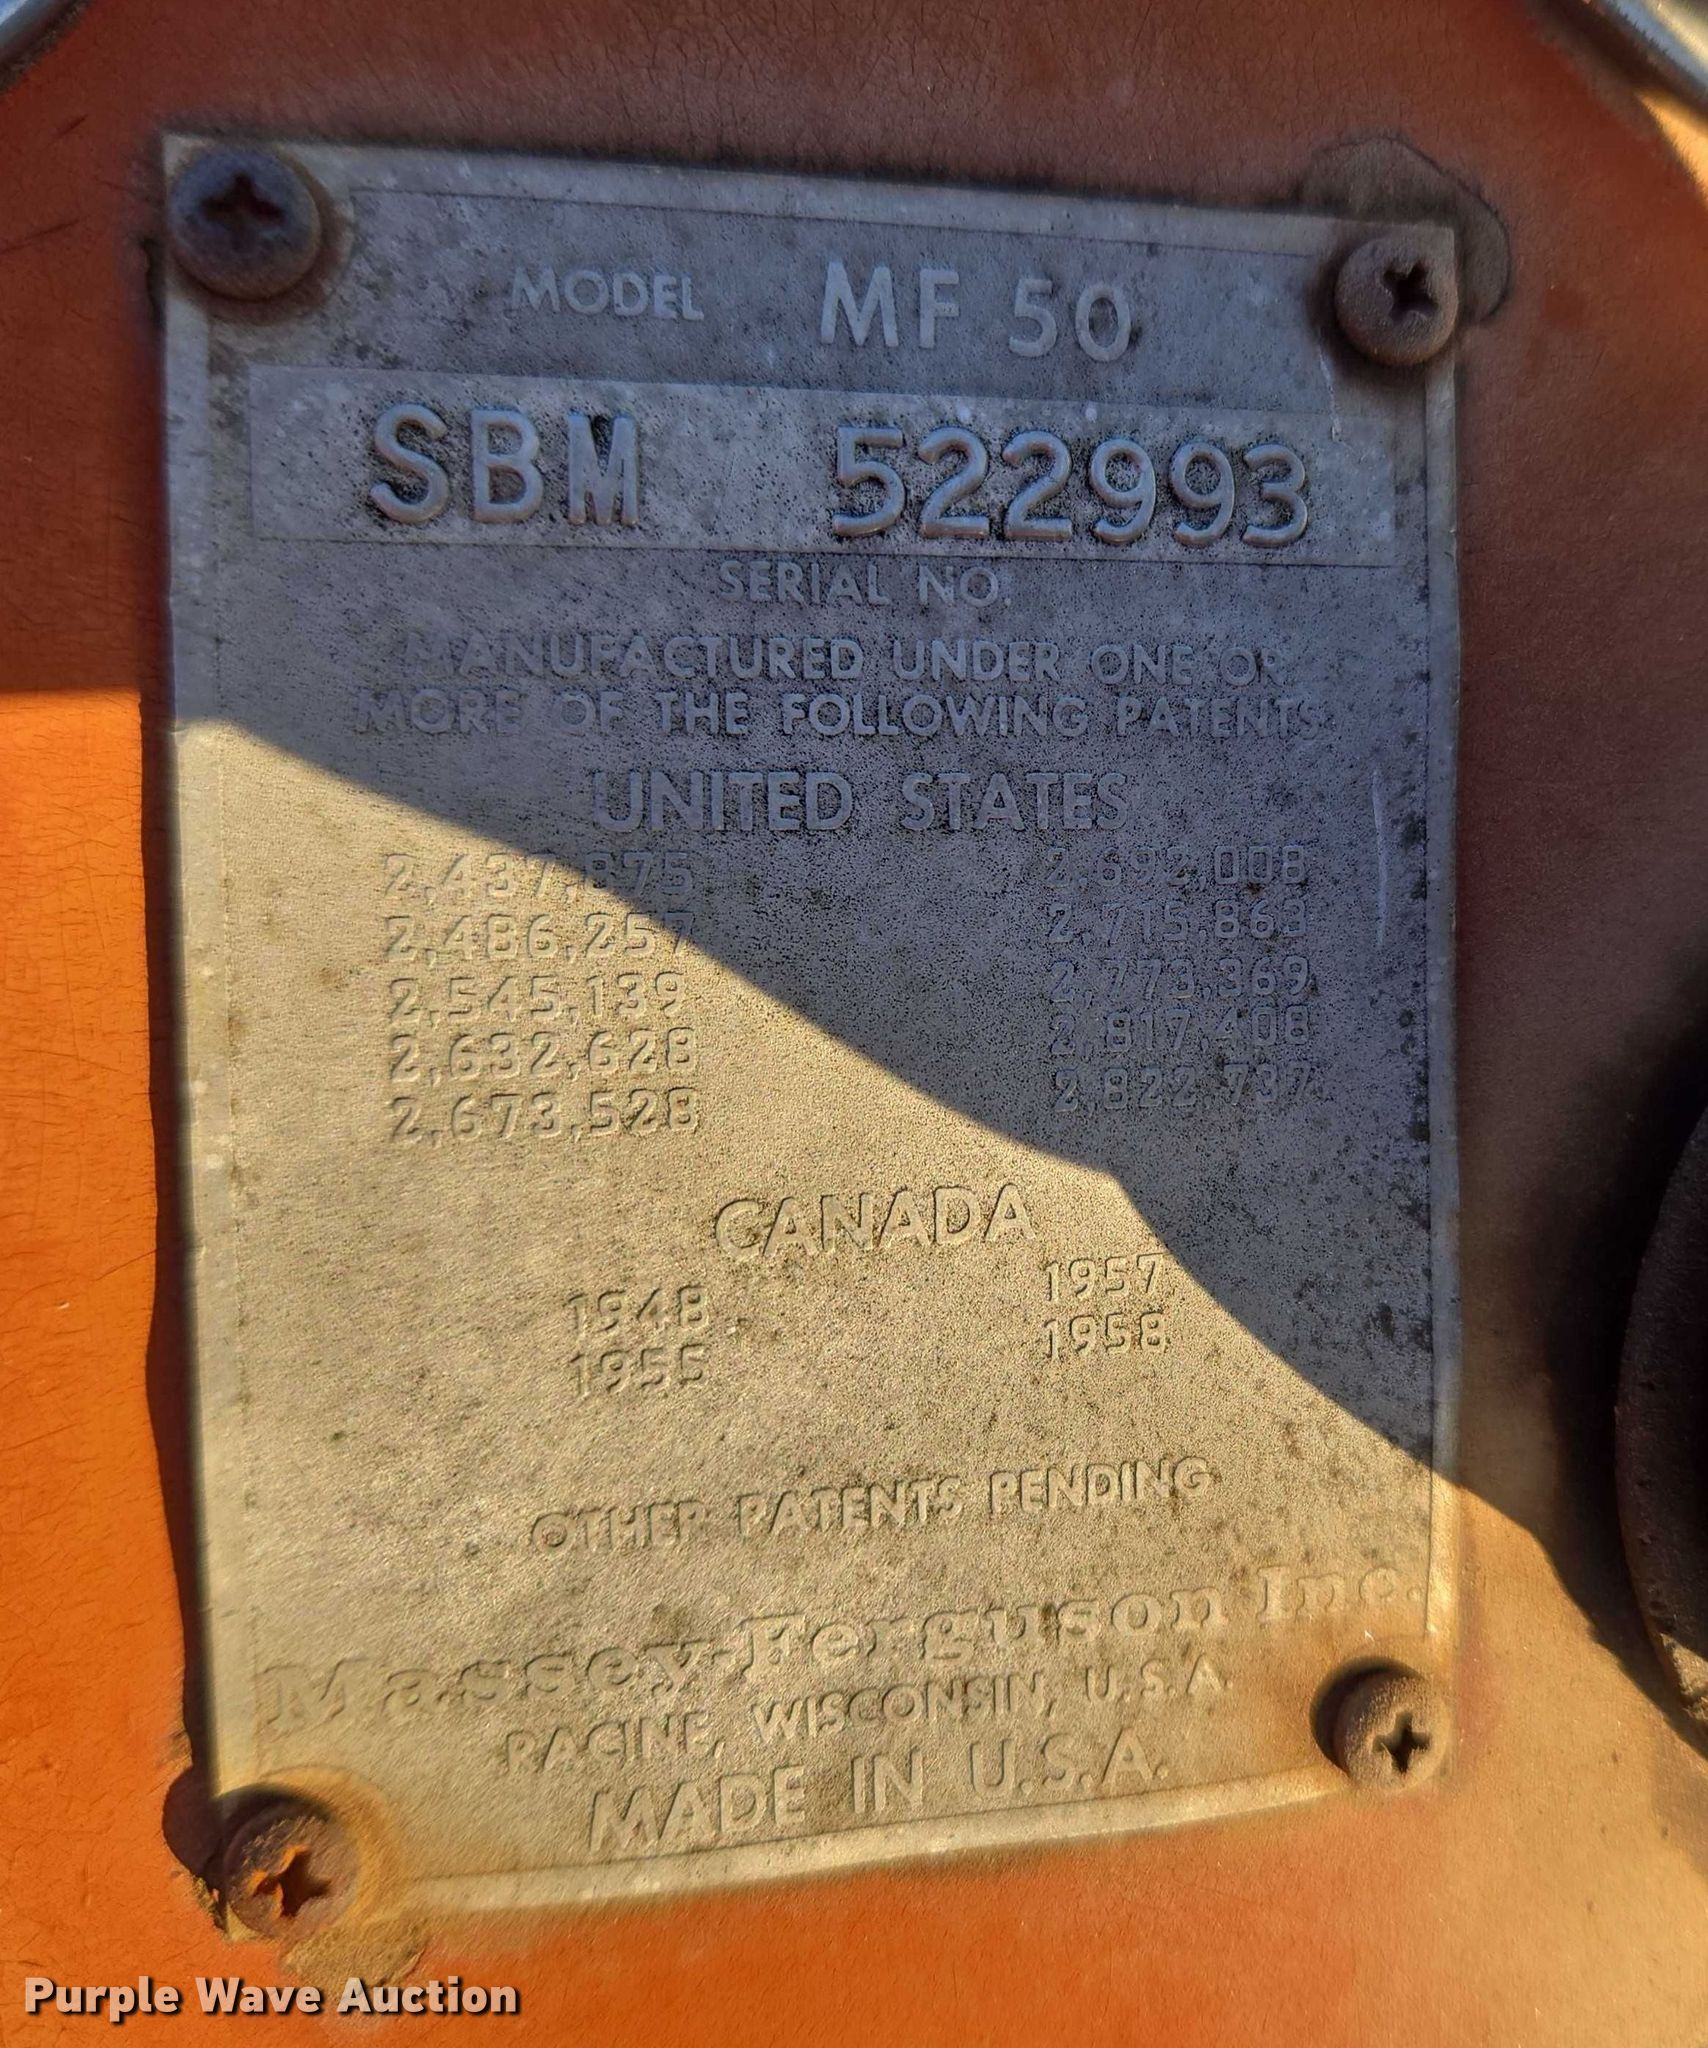 MODEL MF 50
SBM 522993
SERIAL NO.
MANUFACTURED UNDER ONE OR
MORE OF THE FOLLOWING PATENTS
UNITED STATES
2,437,875 2,692,008
2,486,257 2,715,863
2,545,139 2,773,369
2,632,628 2,817,408
2,673,528 2,822,737
CANADA
1948 1957
1955 1958
OTHER PATENTS PENDING
Massey-Ferguson Inc.
RACINE, WISCONSIN, U.S.A.
MADE IN U.S.A.
Purple Wave Auction